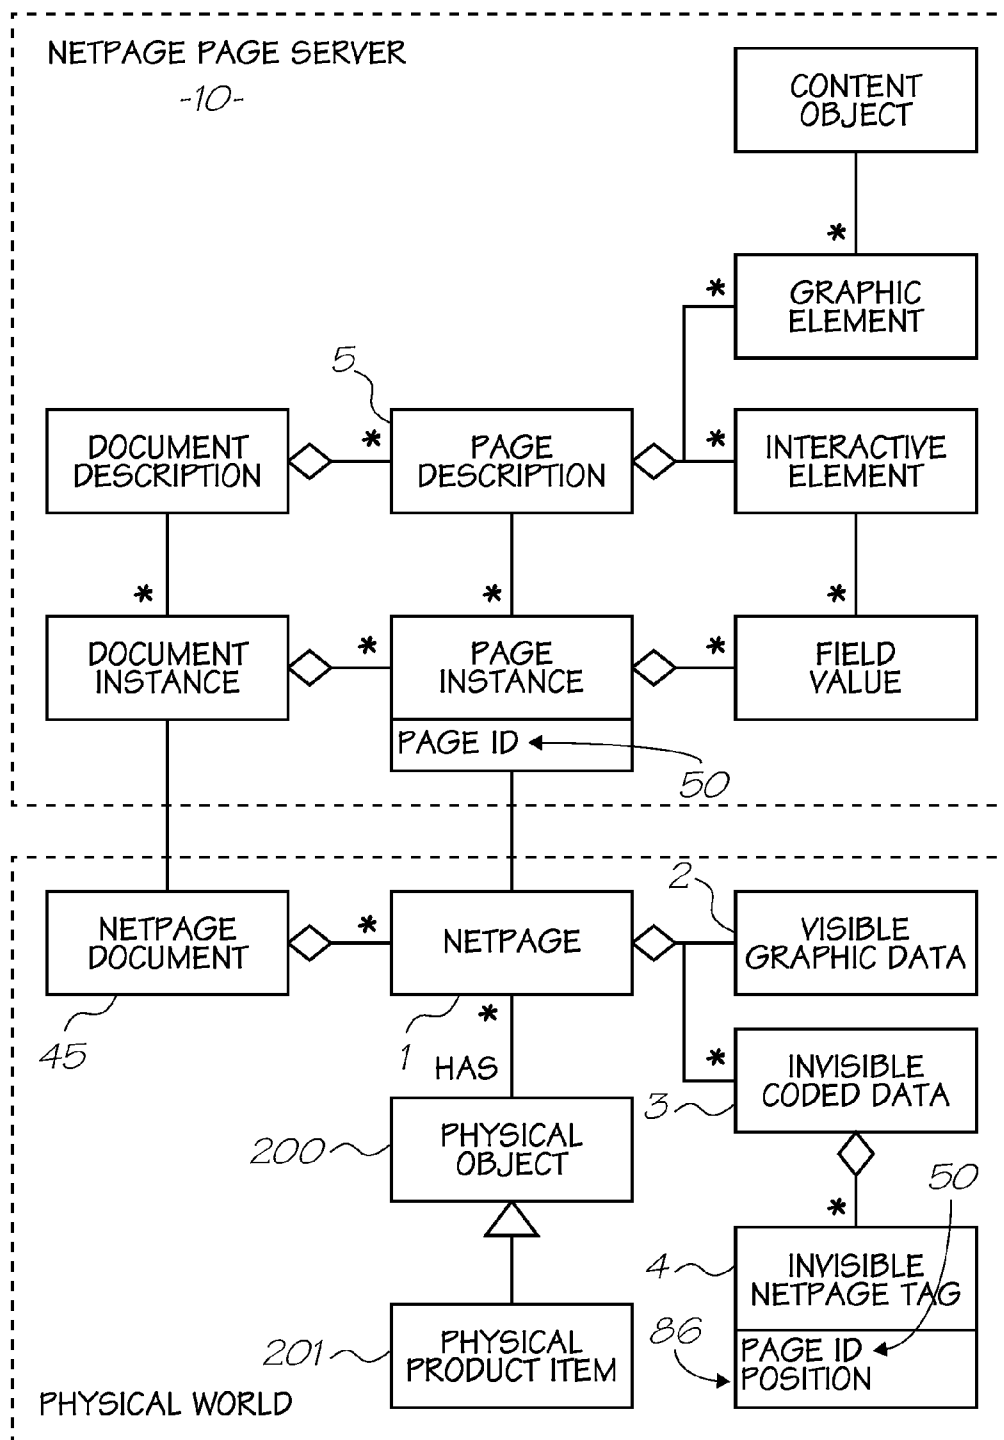 NETPAGE PAGE SERVER
-10-
CONTENT
OBJECT
*
GRAPHIC
ELEMENT
*
5
DOCUMENT
DESCRIPTION
*
PAGE
DESCRIPTION
*
INTERACTIVE
ELEMENT
*
*
*
DOCUMENT
INSTANCE
*
PAGE
INSTANCE
*
FIELD
VALUE
PAGE ID
50
2
NETPAGE
DOCUMENT
*
NETPAGE
VISIBLE
GRAPHIC DATA
45
1
*
HAS
*
3
INVISIBLE
CODED DATA
200
PHYSICAL
OBJECT
50
*
4
INVISIBLE
NETPAGE TAG
86
PAGE ID
POSITION
201
PHYSICAL
PRODUCT ITEM
PHYSICAL WORLD